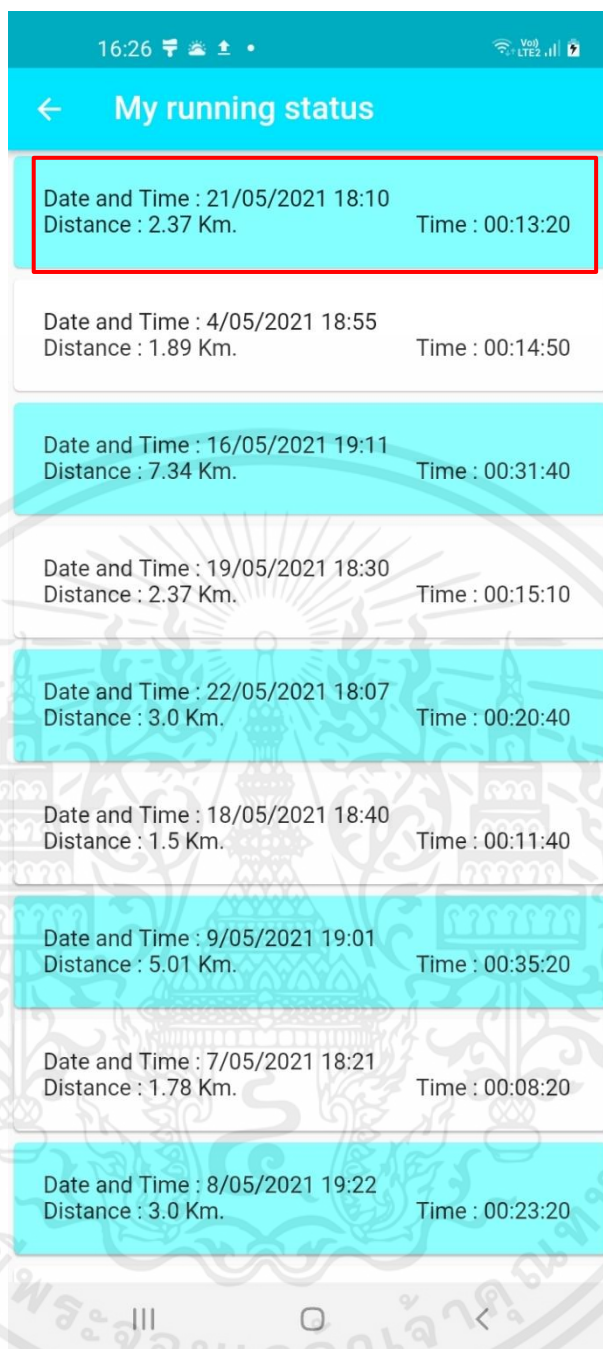 16:26
Vo))
LTE2
My running status
Date and Time : 21/05/2021 18:10
Distance : 2.37 Km. Time : 00:13:20
Date and Time : 4/05/2021 18:55
Distance : 1.89 Km. Time : 00:14:50
Date and Time : 16/05/2021 19:11
Distance : 7.34 Km. Time : 00:31:40
Date and Time : 19/05/2021 18:30
Distance : 2.37 Km. Time : 00:15:10
Date and Time : 22/05/2021 18:07
Distance : 3.0 Km. Time : 00:20:40
Date and Time : 18/05/2021 18:40
Distance : 1.5 Km. Time : 00:11:40
Date and Time : 9/05/2021 19:01
Distance : 5.01 Km. Time : 00:35:20
Date and Time : 7/05/2021 18:21
Distance : 1.78 Km. Time : 00:08:20
Date and Time : 8/05/2021 19:22
Distance : 3.0 Km. Time : 00:23:20